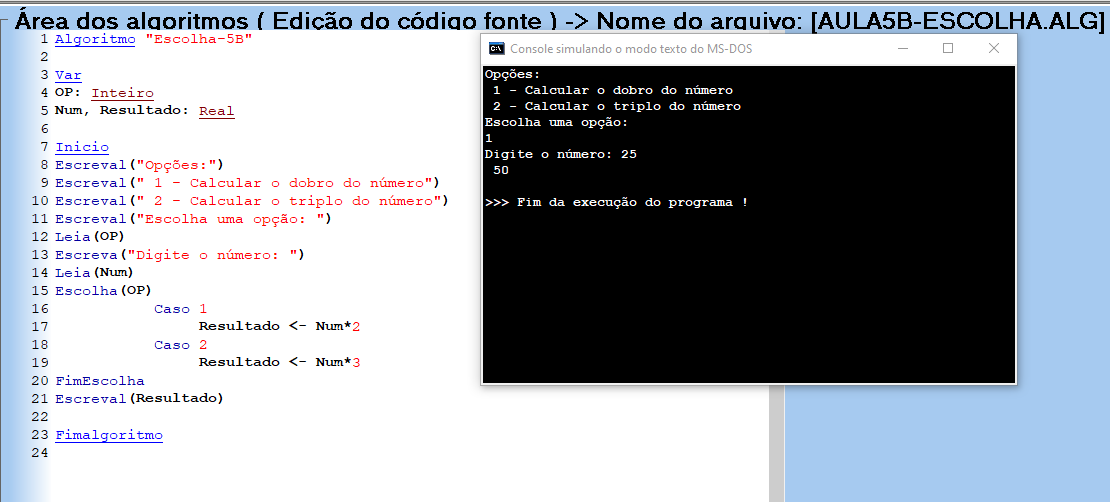 Área dos algoritmos ( Edição do código fonte ) -> Nome do arquivo: [AULA5B-ESCOLHA.ALG]
1 Algoritmo "Escolha-5B"
2
3 Var
4 OP: Inteiro
5 Num, Resultado: Real
6
7 Inicio
8 Escreval("Opções:")
9 Escreval(" 1 - Calcular o dobro do número")
10 Escreval(" 2 - Calcular o triplo do número")
11 Escreval("Escolha uma opção: ")
12 Leia(OP)
13 Escreva("Digite o número: ")
14 Leia(Num)
15 Escolha(OP)
16 Caso 1
17 Resultado <- Num*2
18 Caso 2
19 Resultado <- Num*3
20 FimEscolha
21 Escreval(Resultado)
22
23 Fimalgoritmo
24
C:\ Console simulando o modo texto do MS-DOS
Opções:
1 - Calcular o dobro do número
2 - Calcular o triplo do número
Escolha uma opção:
1
Digite o número: 25
50
>>> Fim da execução do programa !